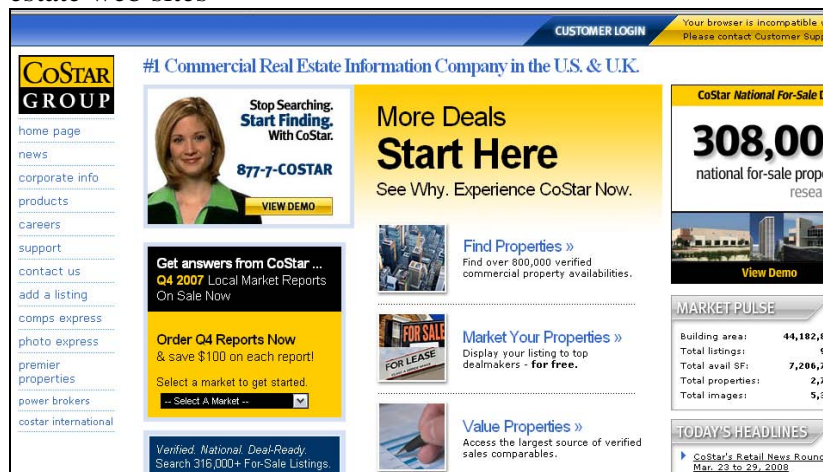 CUSTOMER LOGIN
Your browser is incompatible
Please contact Customer
#1 Commercial Real Estate Information Company in the U.S. & U.K.
COSTAR
GROUP
home page
news
corporate info
products
careers
support
contact us
add a listing
comps express
photo express
premier
properties
power brokers
costar international
Stop Searching.
Start Finding.
With CoStar.
877-7-COSTAR
VIEW DEMO
Get answers from CoStar ...
Q4 2007 Local Market Reports
On Sale Now
Order Q4 Reports Now
& save $100 on each report!
Select a market to get started.
-- Select A Market --
Verified. National. Deal-Ready.
Search 316,000+ For-Sale Listings.
More Deals
Start Here
See Why. Experience CoStar Now.
Find Properties »
Find over 800,000 verified
commercial property availabilities.
FOR SALE
FOR LEASE
Market Your Properties »
Display your listing to top
dealmakers - for free.
Value Properties »
Access the largest source of verified
sales comparables.
CoStar National For-Sale
308,00
national for-sale
View Demo
MARKET PULSE
Building area: 44,182,
Total listings:
Total avail SF: 7,206,
Total properties: 2,
Total images: 5,
TODAY'S HEADLINES
CoStar's Retail News
Mar. 23 to 29, 2008